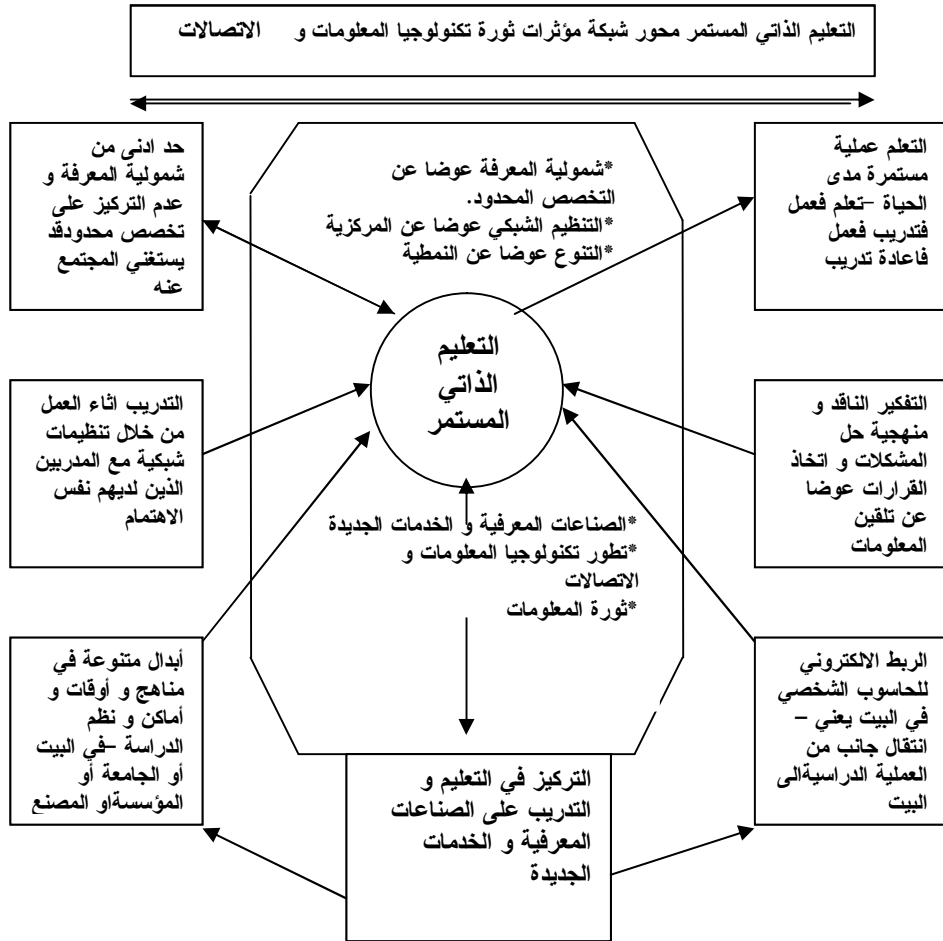 التعليم الذاتي المستمر محور شبكة مؤثرات ثورة تكنولوجيا المعلومات و الاتصالات
التعلم عملية
مستمرة مدى
الحياة –تعلم فعمل
فتدريب فعمل
فاعادة تدريب
*شمولية المعرفة عوضا عن
التخصص المحدود.
*التنظيم الشبكي عوضا عن المركزية
*التنوع عوضا عن النمطية
حد ادنى من
شمولية المعرفة و
عدم التركيز على
تخصص محدودقد
يستغني المجتمع
عنه
التعليم
الذاتي
المستمر
التفكير الناقد و
منهجية حل
المشكلات و اتخاذ
القرارات عوضا
عن تلقين
المعلومات
التدريب اثاء العمل
من خلال تنظيمات
شبكية مع المدربين
الذين لديهم نفس
الاهتمام
*الصناعات المعرفية و الخدمات الجديدة
*تطور تكنولوجيا المعلومات و
الاتصالات
*ثورة المعلومات
الربط الالكتروني
للحاسوب الشخصي
في البيت يعني –
انتقال جانب من
العملية الدراسيةالى
البيت
أبدال متنوعة في
مناهج و أوقات و
أماكن و نظم
الدراسة –في البيت
أو الجامعة أو
المؤسسةاو المصنع
التركيز في التعليم و
التدريب على الصناعات
المعرفية و الخدمات
الجديدة